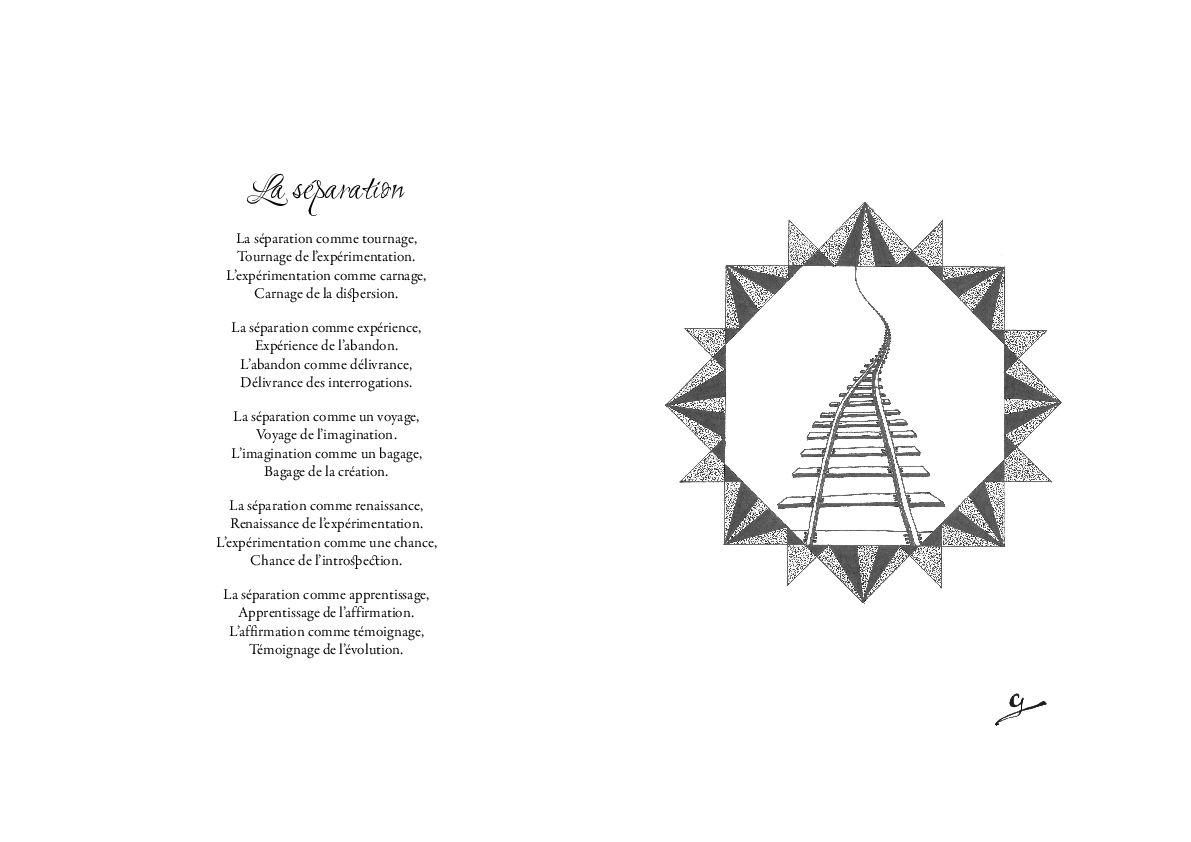 La séparation
La séparation comme tournage,
Tournage de l'expérimentation.
L'expérimentation comme carnage,
Carnage de la dispersion.
La séparation comme expérience,
Expérience de l'abandon.
L'abandon comme délivrance,
Délivrance des interrogations.
La séparation comme un voyage,
Voyage de l'imagination.
L'imagination comme un bagage,
Bagage de la création.
La séparation comme renaissance,
Renaissance de l'expérimentation.
L'expérimentation comme une chance,
Chance de l'introspection.
La séparation comme apprentissage,
Apprentissage de l'affirmation.
L'affirmation comme témoignage,
Témoignage de l'évolution.